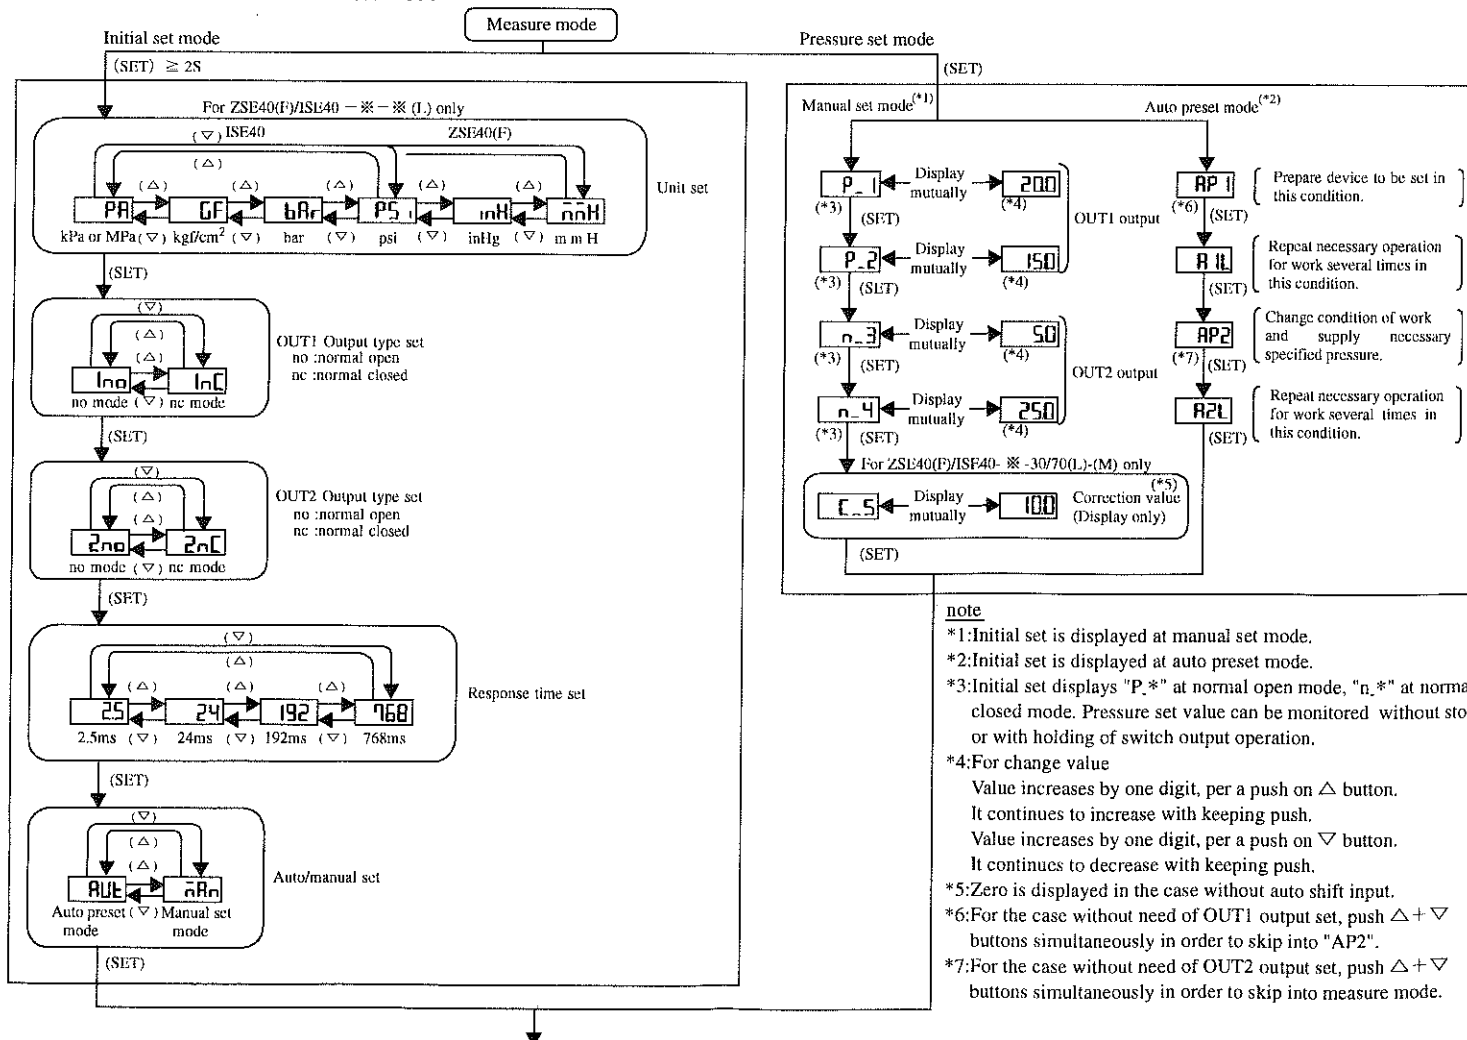 Measure mode
Initial set mode
(SET) ≧ 2S
For ZSE40(F)/ISE40 －※－※ (L) only
(▽) ISE40 ZSE40(F)
(△)
(△) (△) (△) (△) (△)
PA GF bAr PSi inH mmH
Unit set
kPa or MPa (▽) kgf/cm² (▽) bar (▽) psi (▽) inHg (▽) m m H
(SET)
(▽)
(△)
(△)
1no 1nC
no mode (▽) nc mode
OUT1 Output type set
no :normal open
nc :normal closed
(SET)
(▽)
(△)
(△)
2no 2nC
no mode (▽) nc mode
OUT2 Output type set
no :normal open
nc :normal closed
(SET)
(▽)
(△)
(△) (△) (△)
2.5 24 192 768
2.5ms (▽) 24ms (▽) 192ms (▽) 768ms
Response time set
(SET)
(▽)
(△)
(△)
AUt mAn
Auto preset (▽) Manual set
mode mode
Auto/manual set
(SET)
Pressure set mode
(SET)
Manual set mode(*1)
P_1 Display mutually 20.0
(*3) (SET) (*4)
OUT1 output
P_2 Display mutually 15.0
(*3) (SET) (*4)
n_3 Display mutually 5.0
(*3) (SET) (*4)
OUT2 output
n_4 Display mutually 25.0
(*3) (SET) (*4)
For ZSE40(F)/ISE40- ※ -30/70(L)-(M) only
(*5)
C_5 Display mutually 10.0 Correction value
(Display only)
(SET)
Auto preset mode(*2)
AP1
(*6) (SET)
Prepare device to be set in
this condition.
A1L
(SET)
Repeat necessary operation
for work several times in
this condition.
AP2
(*7) (SET)
Change condition of work
and supply necessary
specified pressure.
A2L
(SET)
Repeat necessary operation
for work several times in
this condition.
note
*1:Initial set is displayed at manual set mode.
*2:Initial set is displayed at auto preset mode.
*3:Initial set displays "P_*" at normal open mode, "n_*" at norma
closed mode. Pressure set value can be monitored without sto
or with holding of switch output operation.
*4:For change value
Value increases by one digit, per a push on △ button.
It continues to increase with keeping push.
Value increases by one digit, per a push on ▽ button.
It continues to decrease with keeping push.
*5:Zero is displayed in the case without auto shift input.
*6:For the case without need of OUT1 output set, push △＋▽
buttons simultaneously in order to skip into "AP2".
*7:For the case without need of OUT2 output set, push △＋▽
buttons simultaneously in order to skip into measure mode.